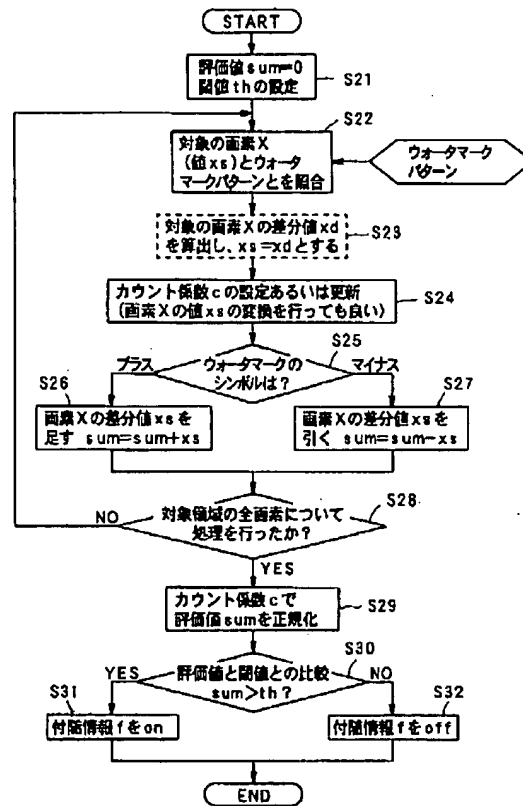 START
評価値sum=0
閾値thの設定
S21
S22
対象の画素X
(値xs)とウォータ
マークパターンとを照合
ウォータマーク
パターン
対象の画素Xの差分値xd
を算出し、xs=xdとする
S23
カウント係数cの設定あるいは更新
(画素Xの値xsの変換を行っても良い)
S24
S25
プラス
ウォータマークの
シンボルは?
マイナス
S26
S27
画素Xの差分値xsを
足す sum=sum+xs
画素Xの差分値xsを
引く sum=sum-xs
NO
対象領域の全画素について
処理を行ったか?
S28
YES
カウント係数cで
評価値sumを正規化
S29
S30
YES
評価値と閾値との比較
sum>th?
NO
S31
S32
付随情報fをon
付随情報fをoff
END